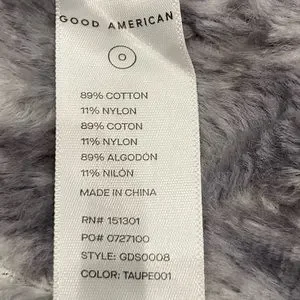 GOOD AMERICAN
0
89% COTTON
11% NYLON
89% COTON
11% NYLON
89% ALGODÓN
11% NILÓN
MADE IN CHINA
RN# 151301
PO# 0727100
STYLE: GDS0008
COLOR: TAUPE001